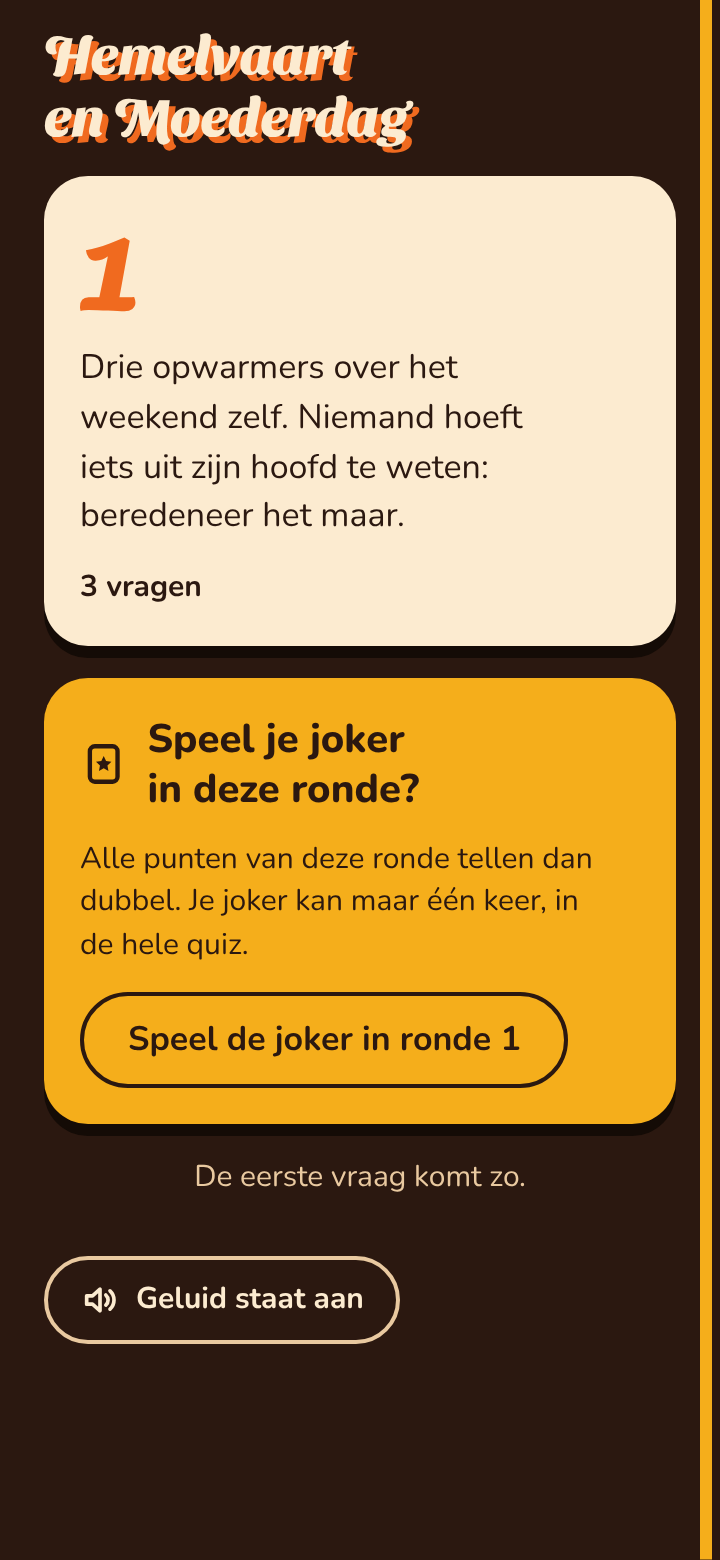 Hemelvaart
en Moederdag
1
Drie opwarmers over het
weekend zelf. Niemand hoeft
iets uit zijn hoofd te weten:
beredeneer het maar.
3 vragen
Speel je joker
in deze ronde?
Alle punten van deze ronde tellen dan
dubbel. Je joker kan maar één keer, in
de hele quiz.
Speel de joker in ronde 1
De eerste vraag komt zo.
Geluid staat aan